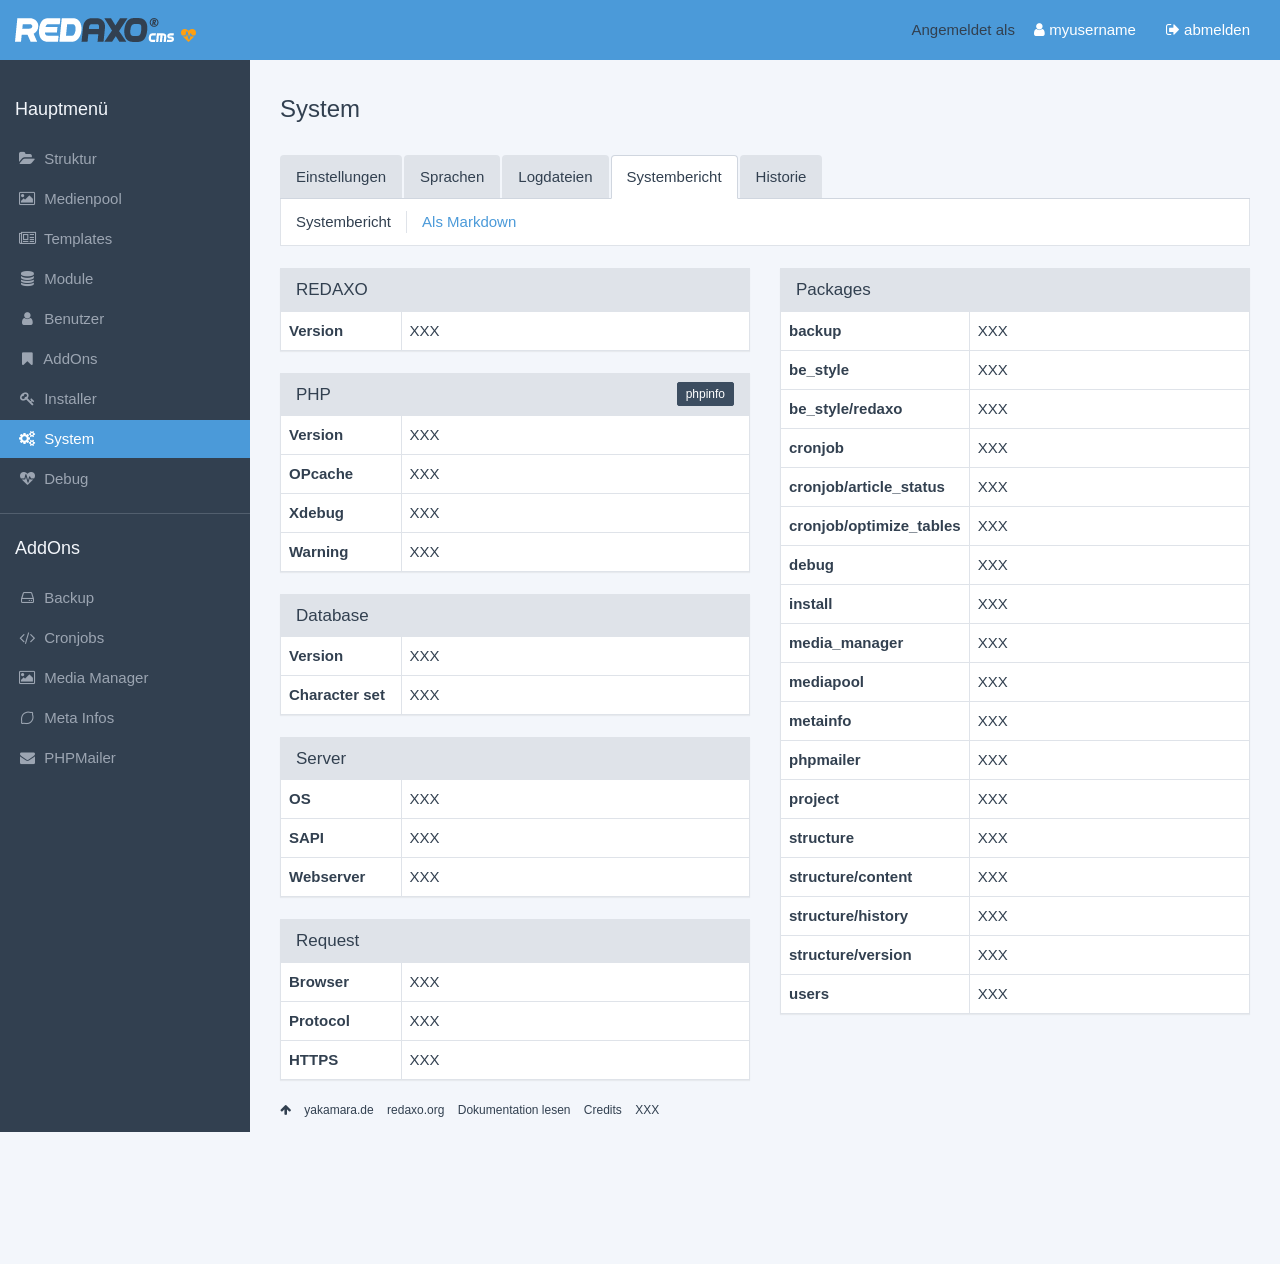 REDAXO® cms
Angemeldet als myusername abmelden
Hauptmenü
Struktur
Medienpool
Templates
Module
Benutzer
AddOns
Installer
System
Debug
AddOns
Backup
Cronjobs
Media Manager
Meta Infos
PHPMailer
System
Einstellungen Sprachen Logdateien Systembericht Historie
Systembericht Als Markdown
REDAXO
Version XXX
PHP phpinfo
Version XXX
OPcache XXX
Xdebug XXX
Warning XXX
Database
Version XXX
Character set XXX
Server
OS XXX
SAPI XXX
Webserver XXX
Request
Browser XXX
Protocol XXX
HTTPS XXX
Packages
backup XXX
be_style XXX
be_style/redaxo XXX
cronjob XXX
cronjob/article_status XXX
cronjob/optimize_tables XXX
debug XXX
install XXX
media_manager XXX
mediapool XXX
metainfo XXX
phpmailer XXX
project XXX
structure XXX
structure/content XXX
structure/history XXX
structure/version XXX
users XXX
yakamara.de redaxo.org Dokumentation lesen Credits XXX